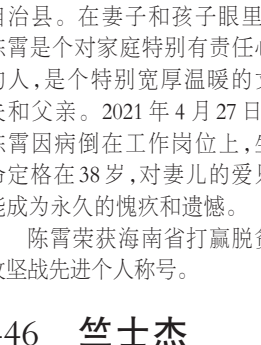 自治县。在妻子和孩子眼里,
陈霄是个对家庭特别有责任心
的人,是个特别宽厚温暖的丈
夫和父亲。2021年4月27日,
陈霄因病倒在工作岗位上,生
命定格在38岁,对妻儿的爱只
能成为永久的愧疚和遗憾。
陈霄荣获海南省打赢脱贫
攻坚战先进个人称号。
46 竺士杰